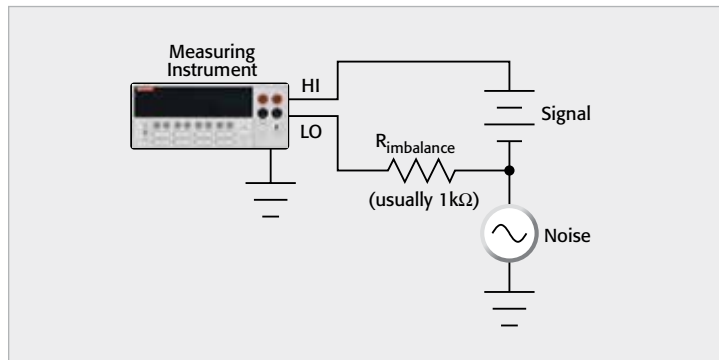 Measuring
Instrument
HI
LO
Signal
Rimbalance
(usually 1kΩ)
Noise